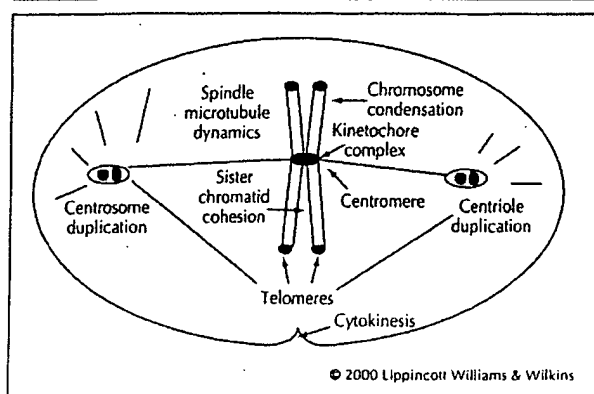 Spindle
microtubule
dynamics
Chromosome
condensation
Kinetochore
complex
Sister
chromatid
cohesion
Centromere
Centrosome
duplication
Centriole
duplication
Telomeres
Cytokinesis
© 2000 Lippincott Williams & Wilkins